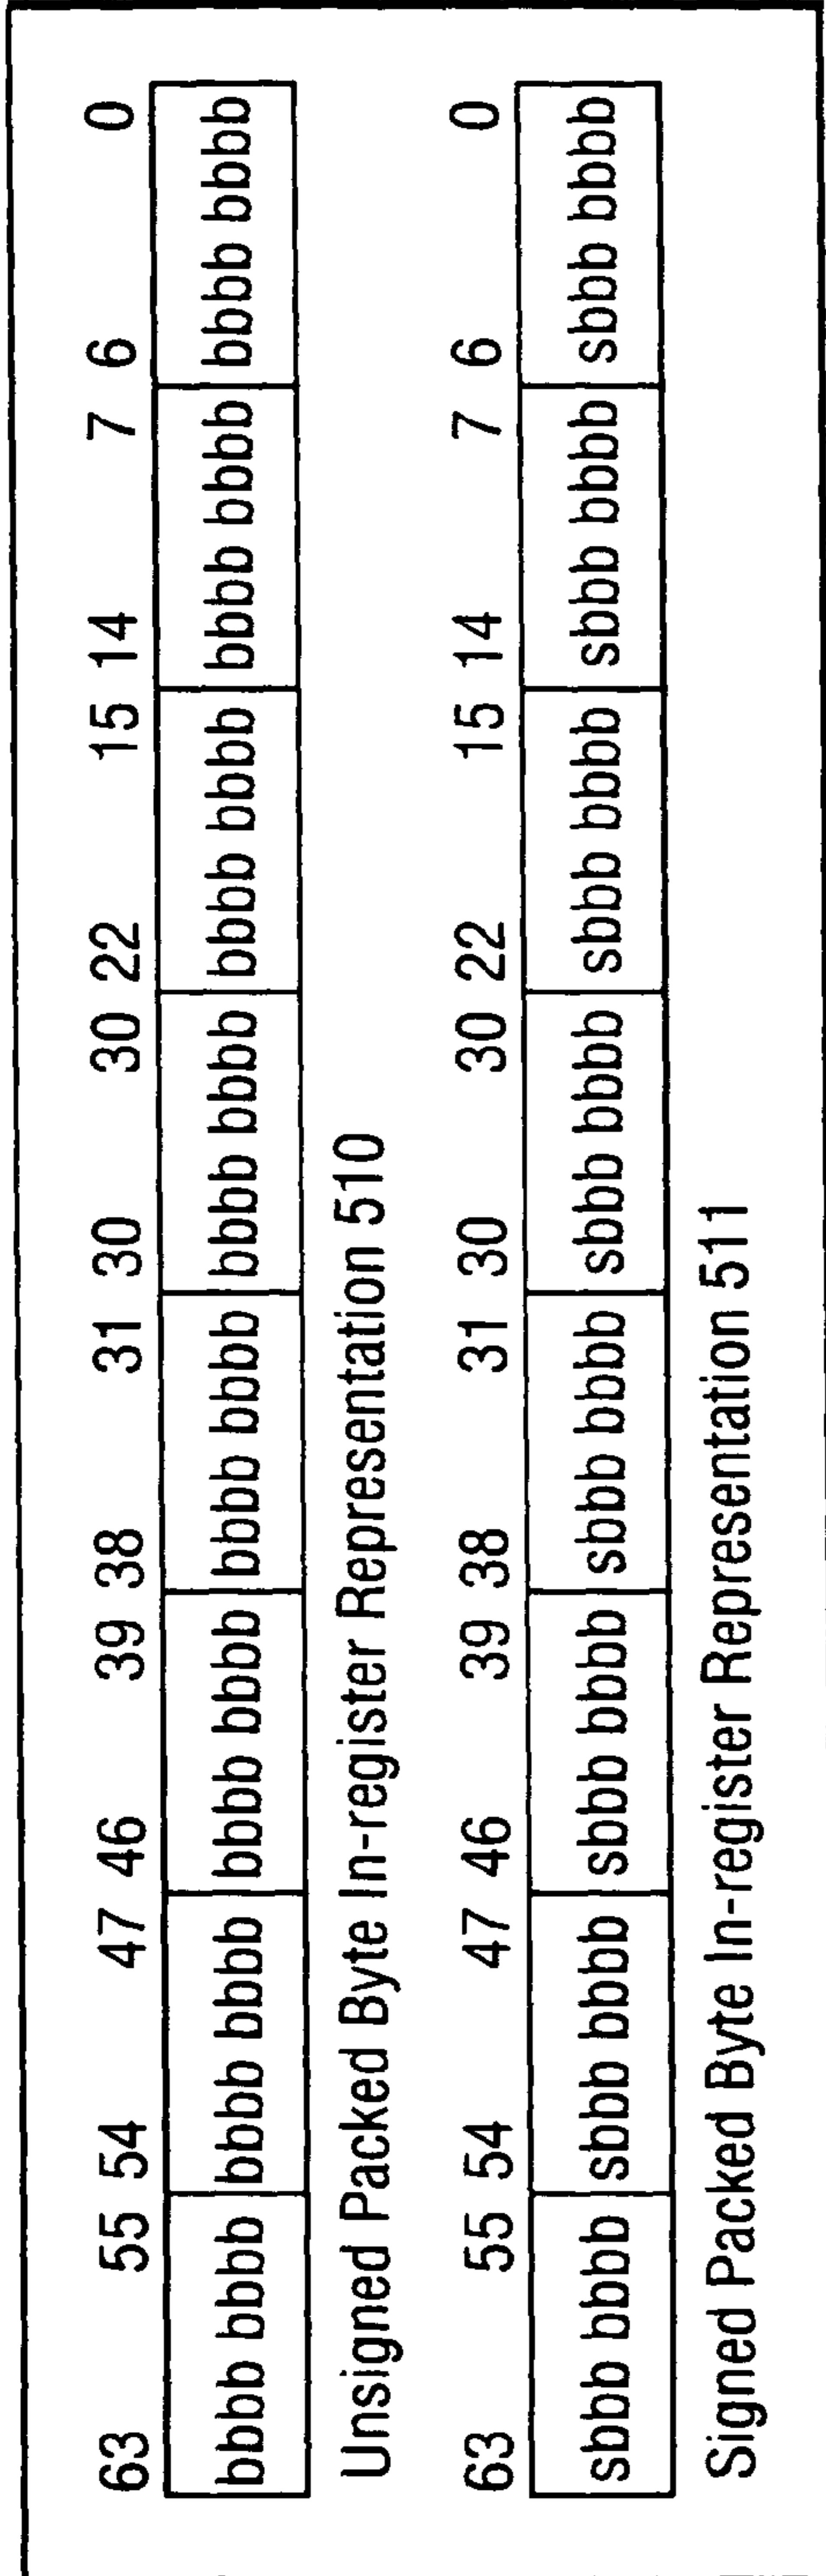 63 55 54 47 46 39 38 31 30 30 22 15 14 7 6 0
bbbb bbbb bbbb bbbb bbbb bbbb bbbb bbbb bbbb bbbb bbbb bbbb bbbb bbbb bbbb bbbb
Unsigned Packed Byte In-register Representation 510
63 55 54 47 46 39 38 31 30 30 22 15 14 7 6 0
sbbb bbbb sbbb bbbb sbbb bbbb sbbb bbbb sbbb bbbb sbbb bbbb sbbb bbbb sbbb bbbb
Signed Packed Byte In-register Representation 511